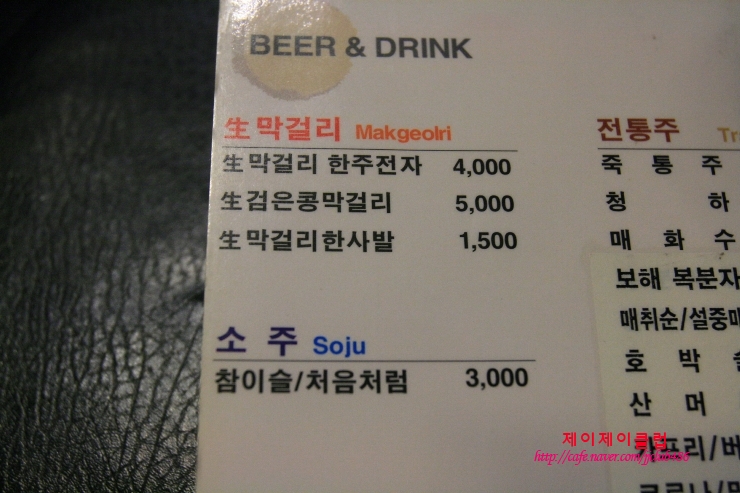 BEER & DRINK
生막걸리 Makgeolri
生막걸리 한주전자 4,000
生검은콩막걸리 5,000
生막걸리한사발 1,500
소 주 Soju
참이슬/처음처럼 3,000
전통주
죽 통 주
청 하
매 화 수
보해 복분자
매취순/설중매
호 박
산 머
카프리/버
제이제이클럽